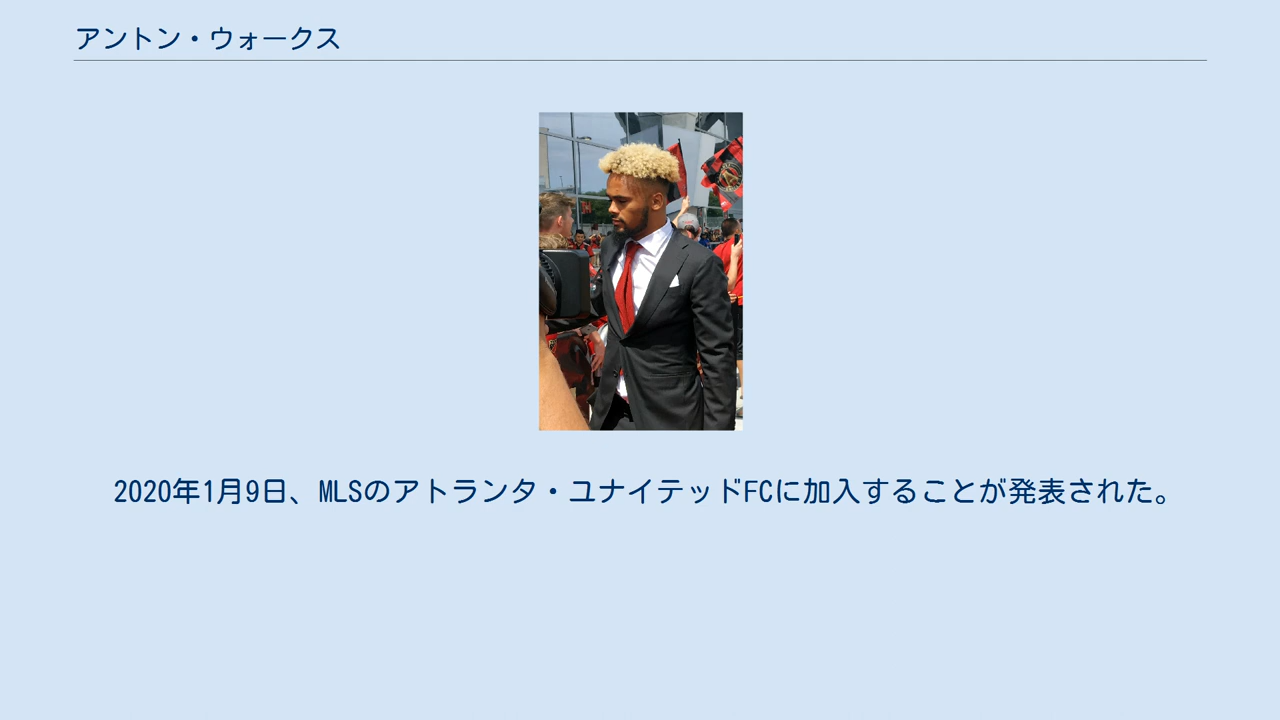 アントン・ウォークス
2020年1月9日、MLSのアトランタ・ユナイテッドFCに加入することが発表された。